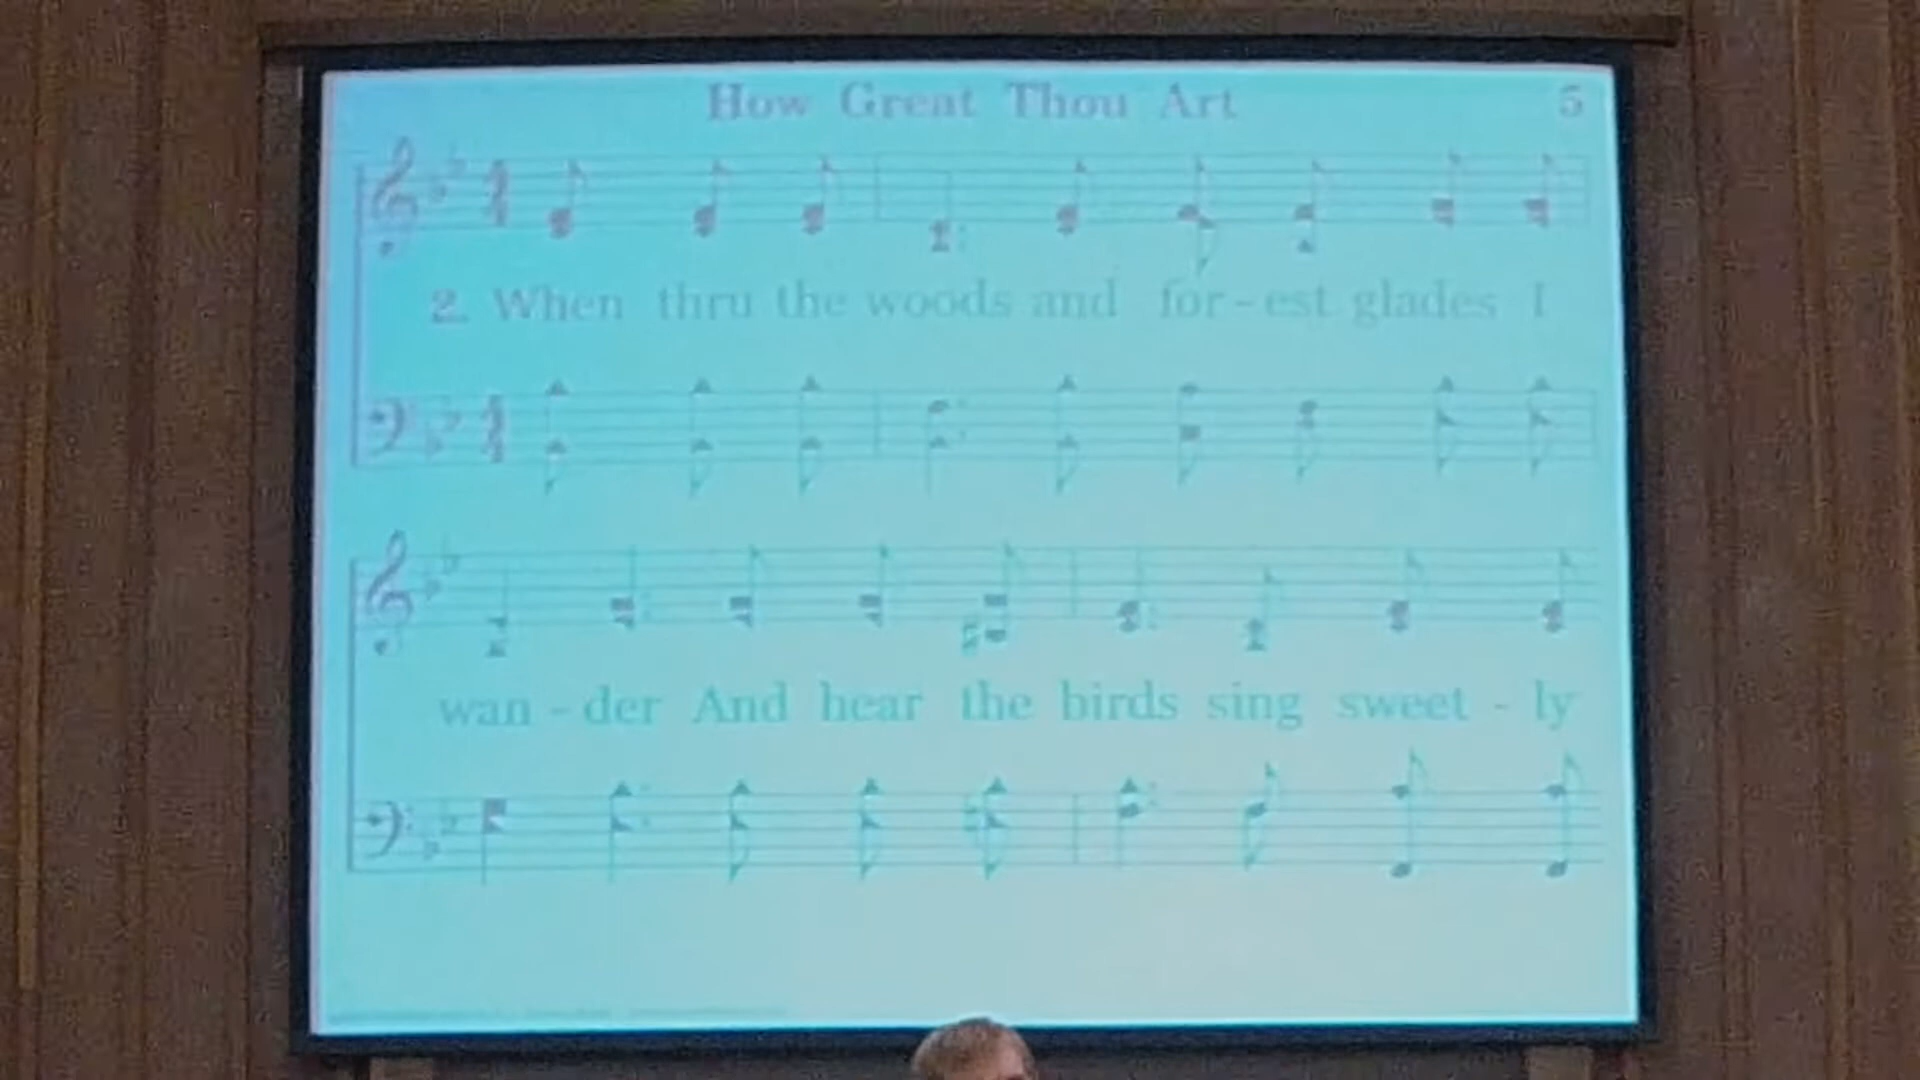 How Great Thou Art 5
2. When thru the woods and for-est glades I
wan-der And hear the birds sing sweet-ly